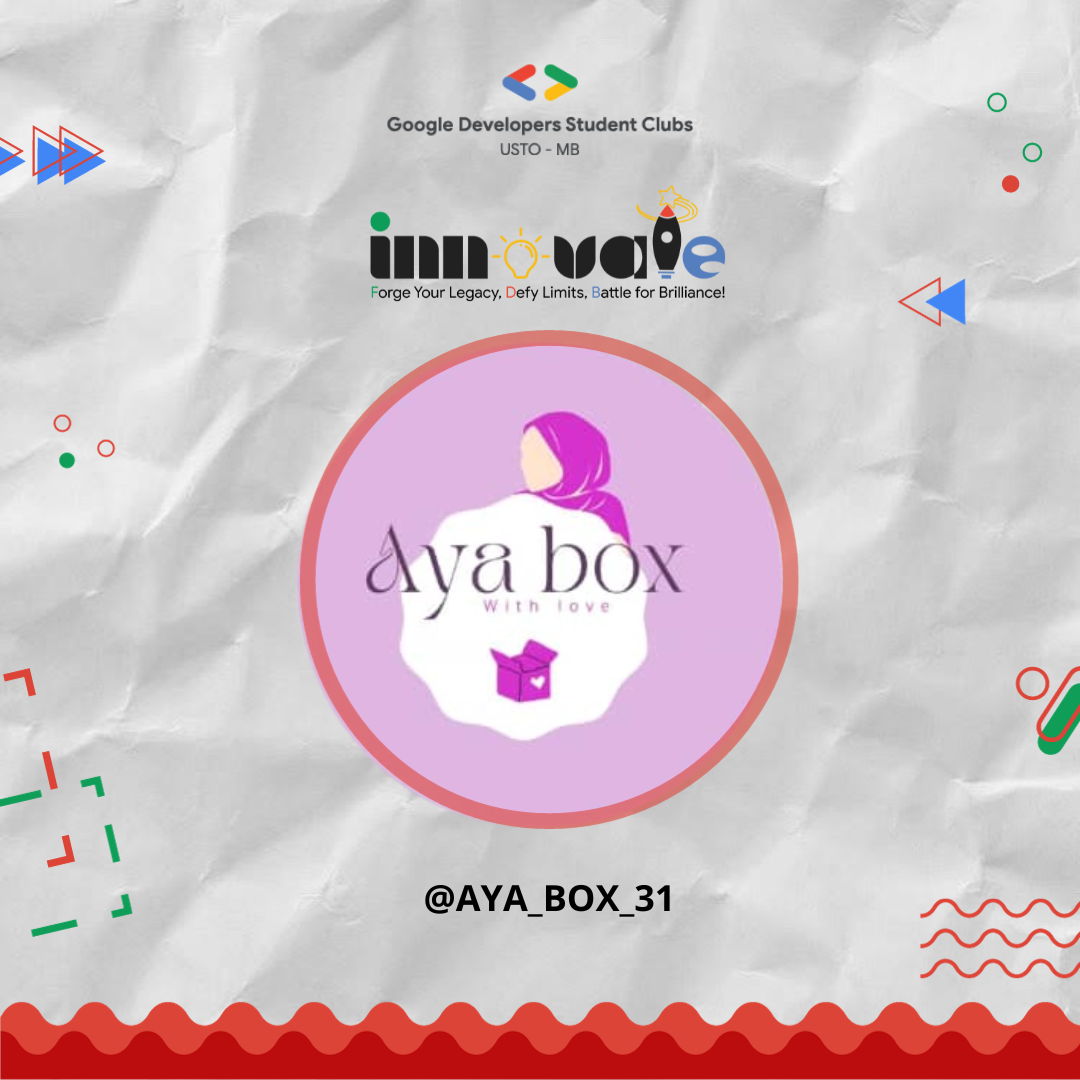 Google Developers Student Clubs
USTO - MB
innovate
Forge Your Legacy, Defy Limits, Battle for Brilliance!
Aya box
With love
@AYA_BOX_31